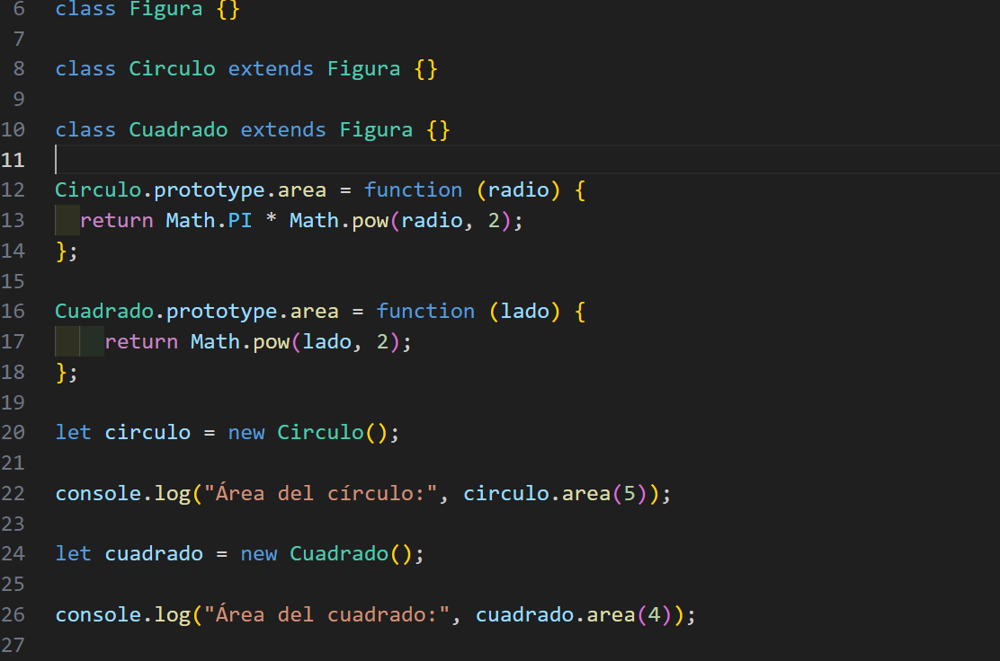 6 class Figura {}
7
8 class Circulo extends Figura {}
9
10 class Cuadrado extends Figura {}
11
12 Circulo.prototype.area = function (radio) {
13   return Math.PI * Math.pow(radio, 2);
14 };
15
16 Cuadrado.prototype.area = function (lado) {
17     return Math.pow(lado, 2);
18 };
19
20 let circulo = new Circulo();
21
22 console.log("Área del círculo:", circulo.area(5));
23
24 let cuadrado = new Cuadrado();
25
26 console.log("Área del cuadrado:", cuadrado.area(4));
27